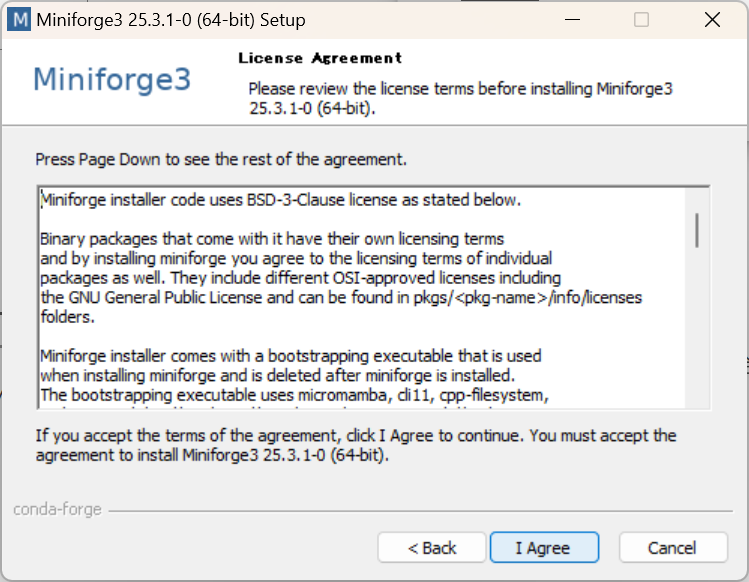 M Miniforge3 25.3.1-0 (64-bit) Setup
Miniforge3
License Agreement
Please review the license terms before installing Miniforge3
25.3.1-0 (64-bit).
Press Page Down to see the rest of the agreement.
Miniforge installer code uses BSD-3-Clause license as stated below.
Binary packages that come with it have their own licensing terms
and by installing miniforge you agree to the licensing terms of individual
packages as well. They include different OSI-approved licenses including
the GNU General Public License and can be found in pkgs/<pkg-name>/info/licenses
folders.
Miniforge installer comes with a bootstrapping executable that is used
when installing miniforge and is deleted after miniforge is installed.
The bootstrapping executable uses micromamba, cli11, cpp-filesystem,
If you accept the terms of the agreement, click I Agree to continue. You must accept the
agreement to install Miniforge3 25.3.1-0 (64-bit).
conda-forge
< Back
I Agree
Cancel